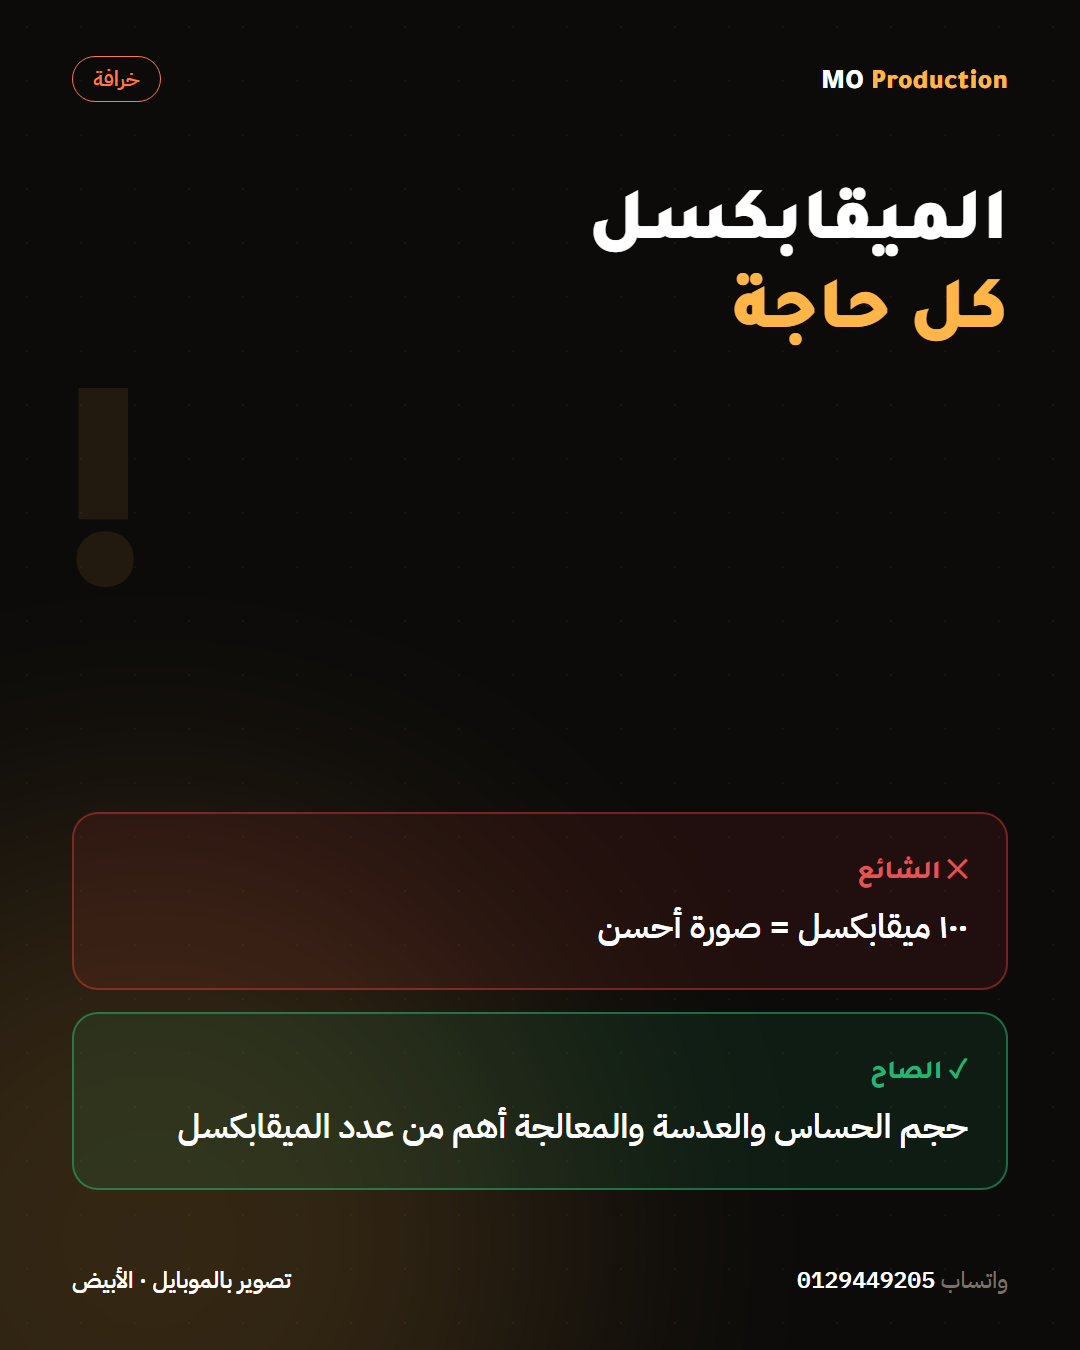 MO Production
خرافة
الميقابكسل
كل حاجة
!
✕ الشائع
١٠٠ ميقابكسل = صورة أحسن
✓ الصاح
حجم الحساس والعدسة والمعالجة أهم من عدد الميقابكسل
واتساب 0129449205
تصوير بالموبايل · الأبيض